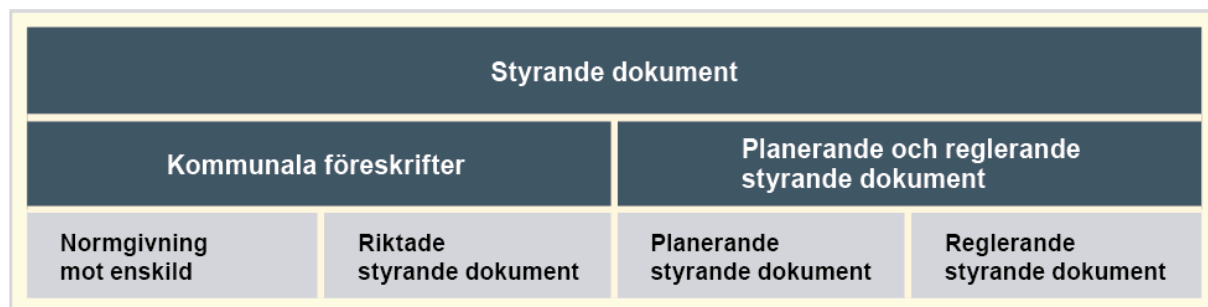 Styrande dokument
Kommunala föreskrifter
Planerande och reglerande
styrande dokument
Normgivning
mot enskild
Riktade
styrande dokument
Planerande
styrande dokument
Reglerande
styrande dokument